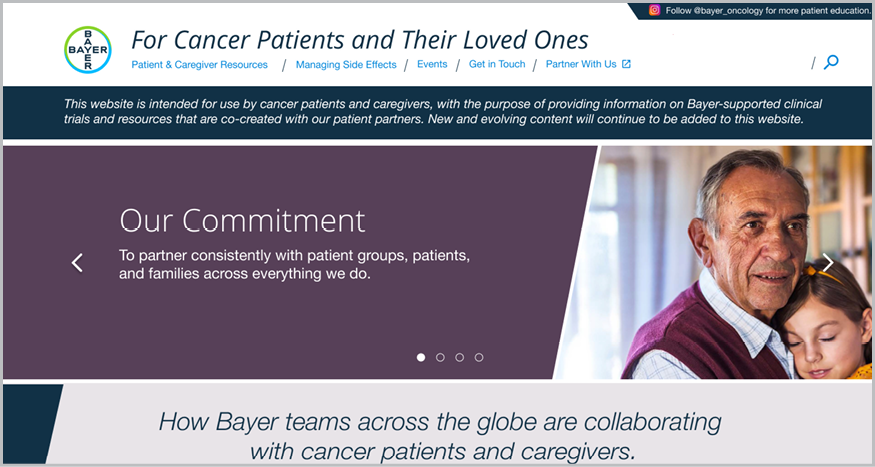 Follow @bayer_oncology for more patient education.
BAYER
BAYER
For Cancer Patients and Their Loved Ones
Patient & Caregiver Resources / Managing Side Effects / Events / Get in Touch / Partner With Us
/
This website is intended for use by cancer patients and caregivers, with the purpose of providing information on Bayer-supported clinical
trials and resources that are co-created with our patient partners. New and evolving content will continue to be added to this website.
Our Commitment
To partner consistently with patient groups, patients,
and families across everything we do.
How Bayer teams across the globe are collaborating
with cancer patients and caregivers.